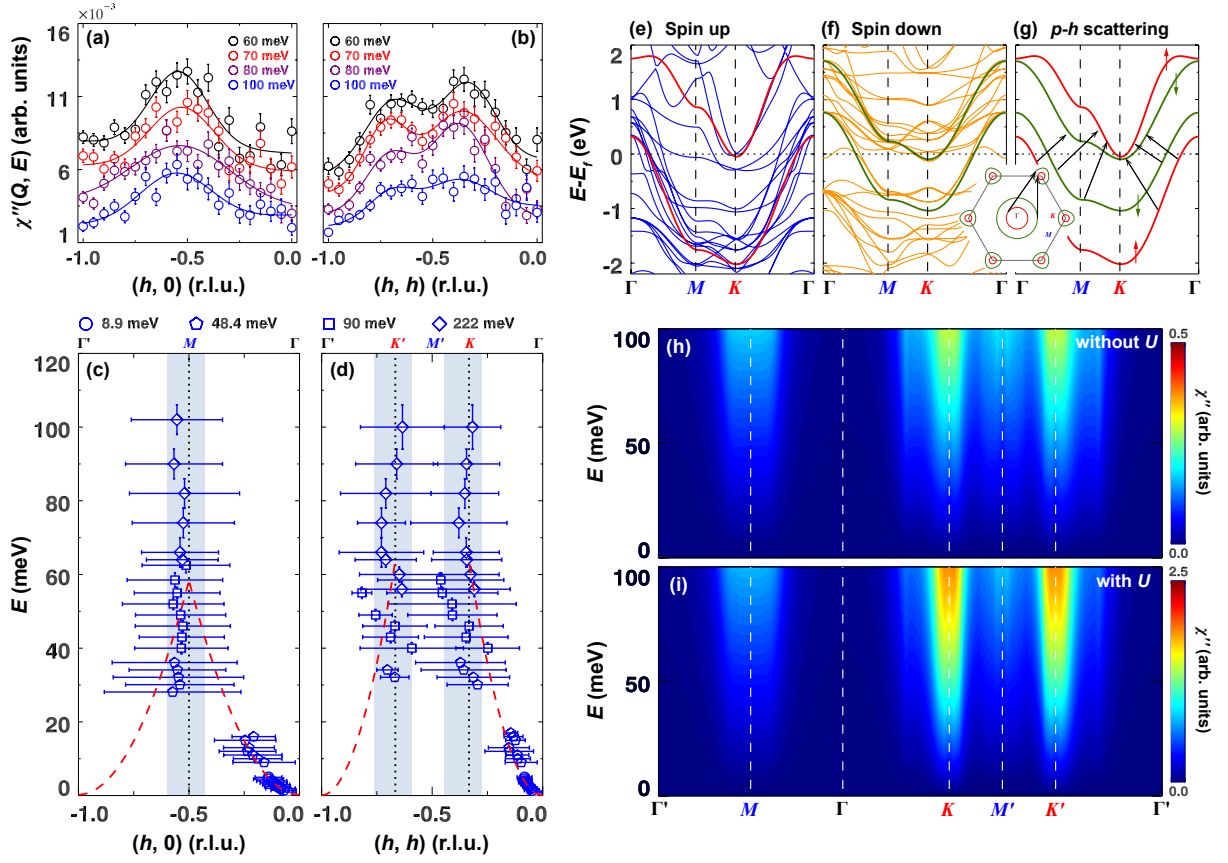 ×10⁻³
16
11
6
1
χ″(Q, E) (arb. units)
(a)
60 meV
70 meV
80 meV
100 meV
-1.0 -0.5 0.0
(h, 0) (r.l.u.)
(b)
60 meV
70 meV
80 meV
100 meV
-1.0 -0.5 0.0
(h, h) (r.l.u.)
8.9 meV 48.4 meV 90 meV 222 meV
Γ′ M Γ
Γ′ K′ M′ K Γ
(c)
(d)
120
100
80
60
40
20
0
E (meV)
-1.0 -0.5 0.0
(h, 0) (r.l.u.)
-1.0 -0.5 0.0
(h, h) (r.l.u.)
(e) Spin up
(f) Spin down
(g) p-h scattering
2
1
0
-1
-2
E-Ef (eV)
Γ
K
M
Γ M K Γ
M K Γ
M K Γ
(h)
without U
100
50
0
E (meV)
0.5
0.0
χ″ (arb. units)
(i)
with U
100
50
0
E (meV)
2.5
0.0
χ″ (arb. units)
Γ′ M Γ K M′ K′ Γ′